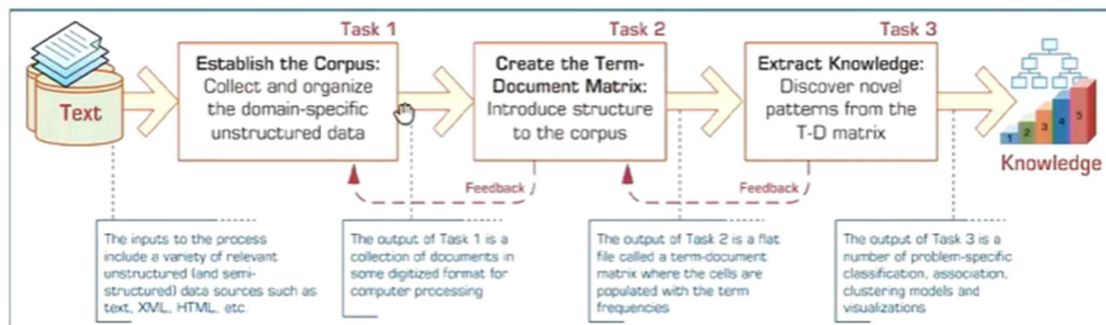 Task 1
Task 2
Task 3
Text
Establish the Corpus:
Collect and organize
the domain-specific
unstructured data
Create the Term-
Document Matrix:
Introduce structure
to the corpus
Extract Knowledge:
Discover novel
patterns from the
T-D matrix
1
2
3
4
5
Knowledge
Feedback
Feedback
The inputs to the process
include a variety of relevant
unstructured (and semi-
structured) data sources such as
text, XML, HTML, etc.
The output of Task 1 is a
collection of documents in
some digitized format for
computer processing
The output of Task 2 is a flat
file called a term-document
matrix where the cells are
populated with the term
frequencies
The output of Task 3 is a
number of problem-specific
classification, association,
clustering models and
visualizations